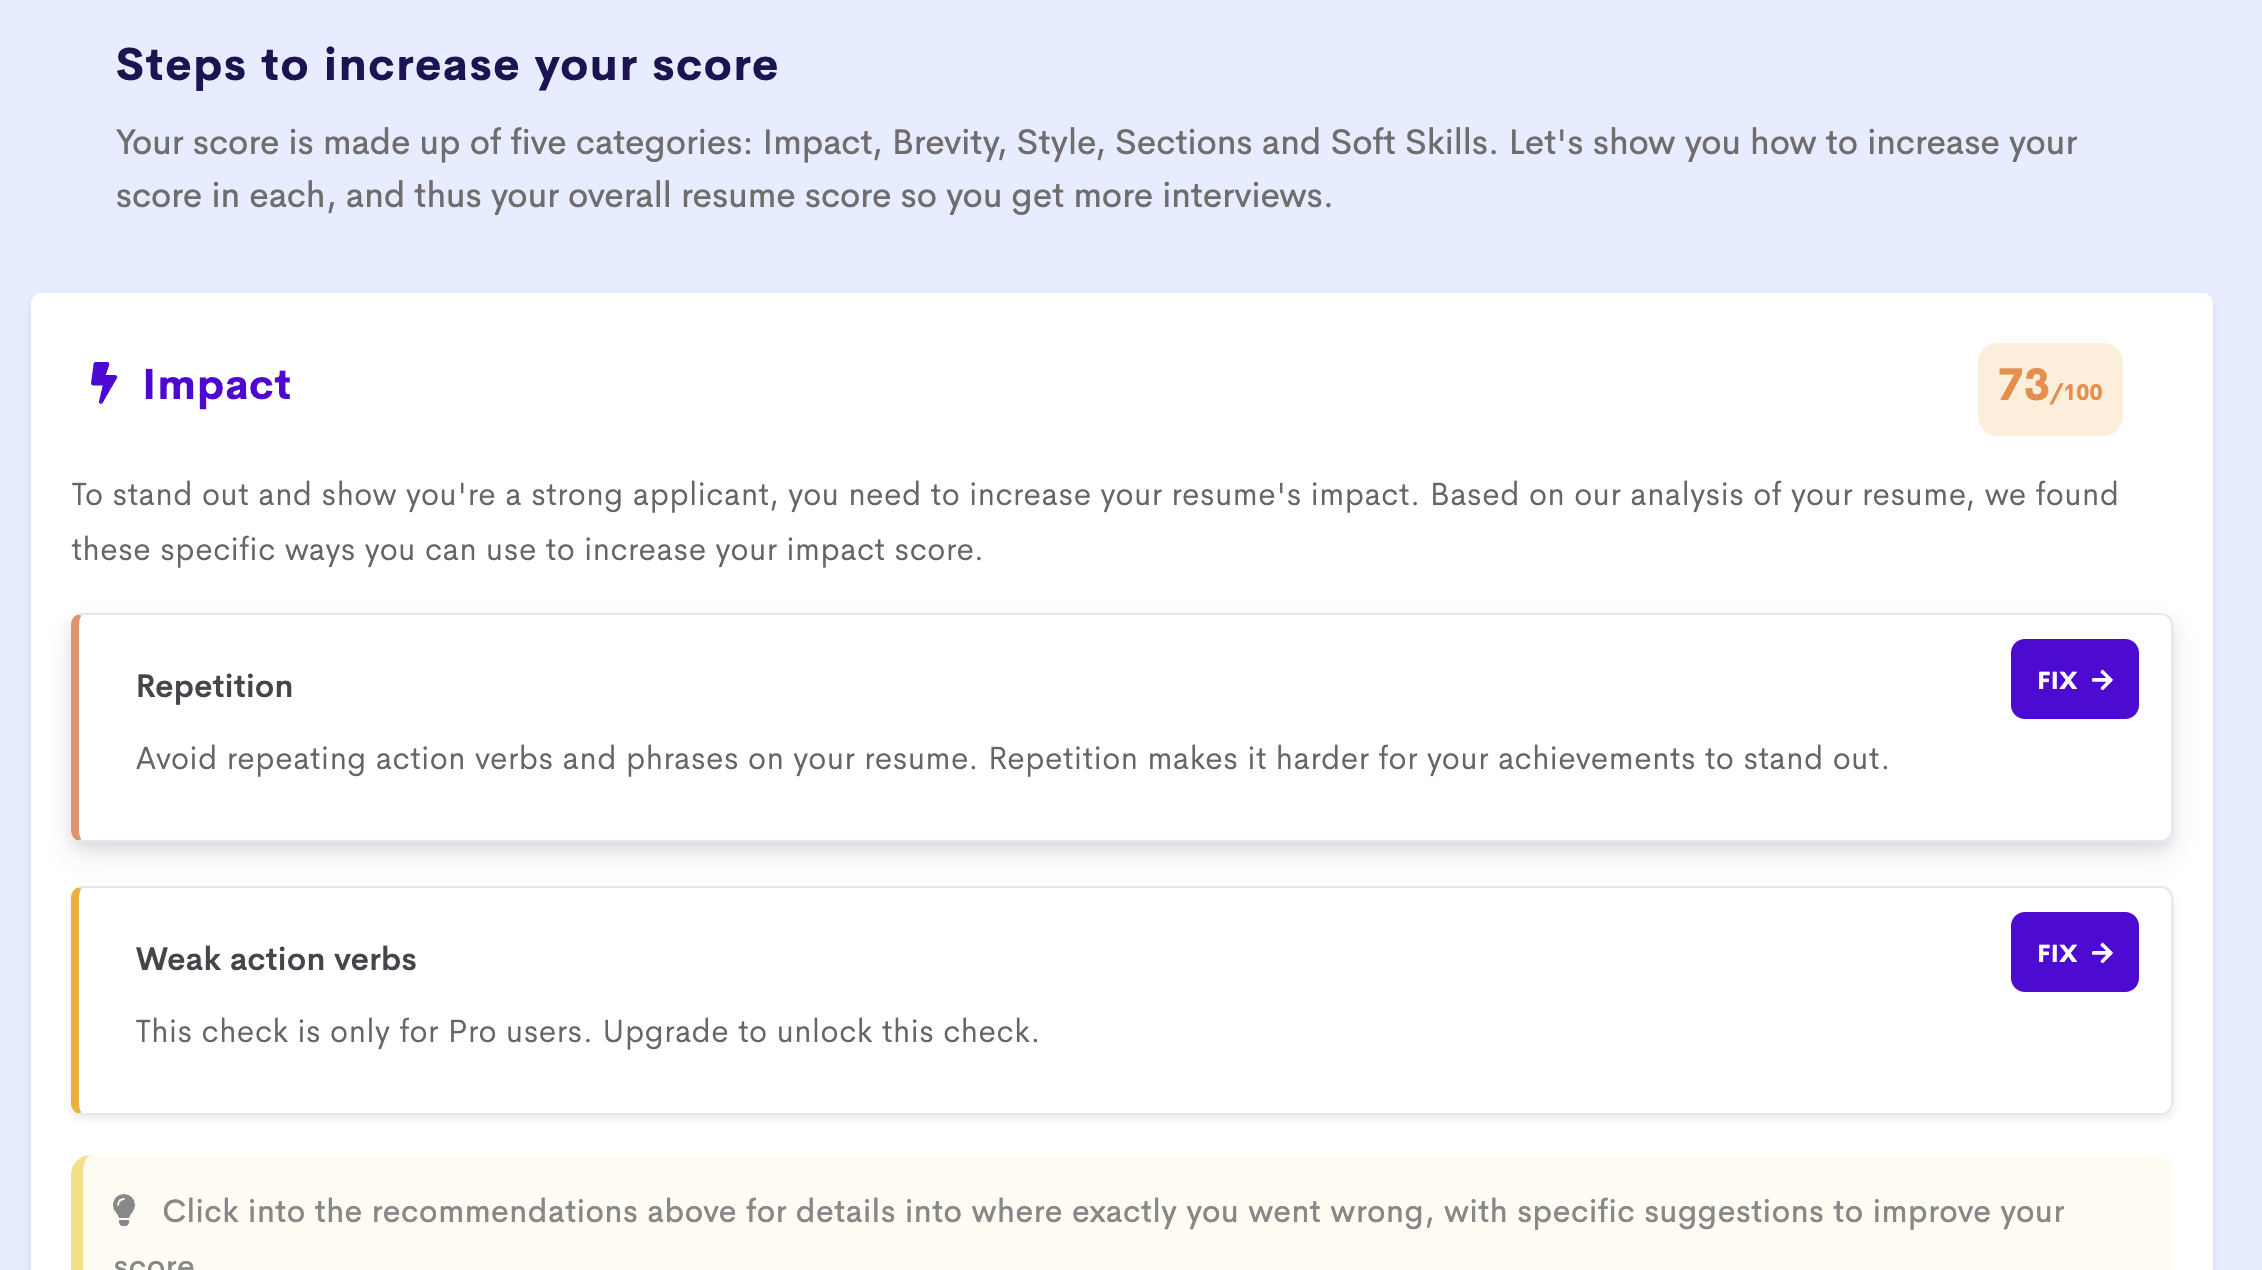 Steps to increase your score
Your score is made up of five categories: Impact, Brevity, Style, Sections and Soft Skills. Let's show you how to increase your
score in each, and thus your overall resume score so you get more interviews.
Impact
73/100
To stand out and show you're a strong applicant, you need to increase your resume's impact. Based on our analysis of your resume, we found
these specific ways you can use to increase your impact score.
Repetition
FIX →
Avoid repeating action verbs and phrases on your resume. Repetition makes it harder for your achievements to stand out.
Weak action verbs
FIX →
This check is only for Pro users. Upgrade to unlock this check.
Click into the recommendations above for details into where exactly you went wrong, with specific suggestions to improve your
score